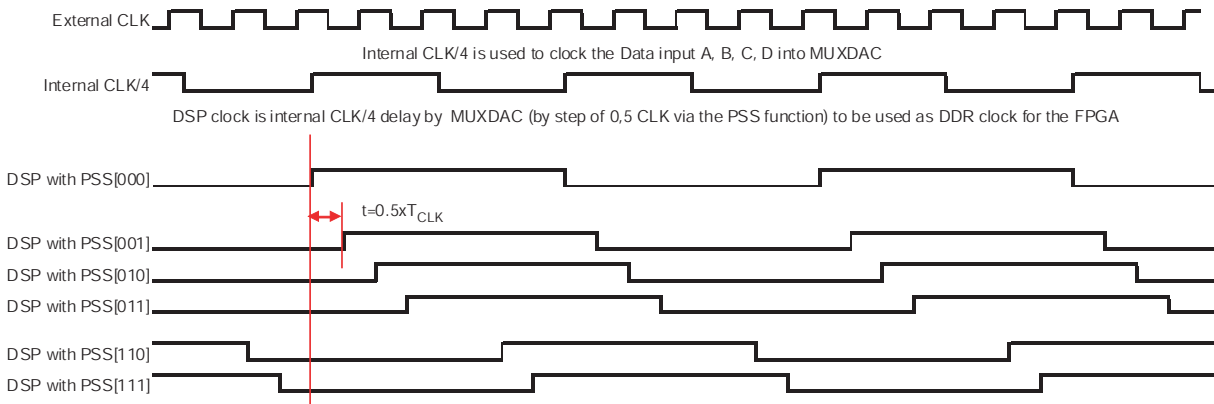 External CLK
Internal CLK/4 is used to clock the Data input A, B, C, D into MUXDAC
Internal CLK/4
DSP clock is internal CLK/4 delay by MUXDAC (by step of 0,5 CLK via the PSS function) to be used as DDR clock for the FPGA
DSP with PSS[000]
t=0.5xTCLK
DSP with PSS[001]
DSP with PSS[010]
DSP with PSS[011]
DSP with PSS[110]
DSP with PSS[111]